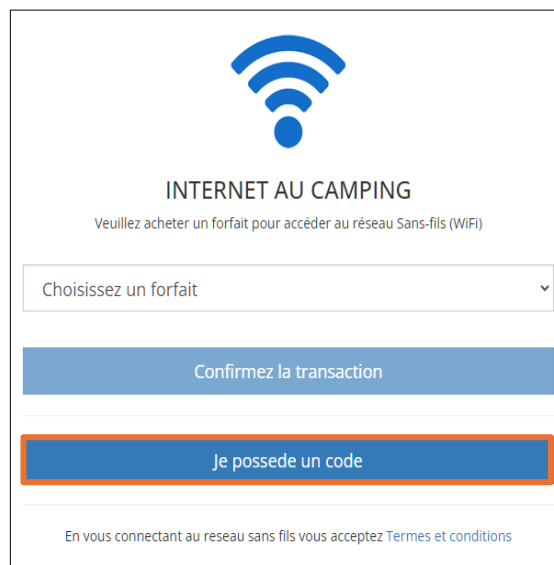 INTERNET AU CAMPING
Veuillez acheter un forfait pour accéder au réseau Sans-fils (WiFi)
Choisissez un forfait
Confirmez la transaction
Je possede un code
En vous connectant au reseau sans fils vous acceptez Termes et conditions